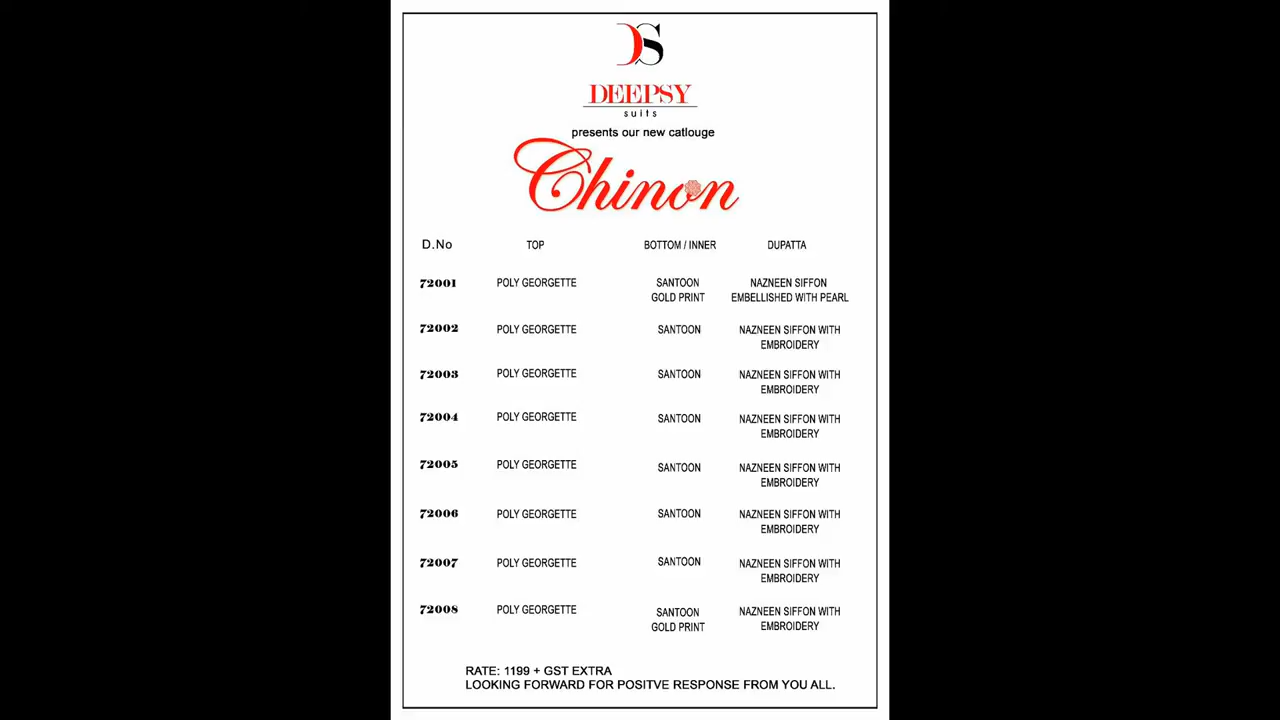 DS
DEEPSY
suits
presents our new catlouge
Chinon
D.No TOP BOTTOM / INNER DUPATTA
72001 POLY GEORGETTE SANTOON NAZNEEN SIFFON
GOLD PRINT EMBELLISHED WITH PEARL
72002 POLY GEORGETTE SANTOON NAZNEEN SIFFON WITH
EMBROIDERY
72003 POLY GEORGETTE SANTOON NAZNEEN SIFFON WITH
EMBROIDERY
72004 POLY GEORGETTE SANTOON NAZNEEN SIFFON WITH
EMBROIDERY
72005 POLY GEORGETTE SANTOON NAZNEEN SIFFON WITH
EMBROIDERY
72006 POLY GEORGETTE SANTOON NAZNEEN SIFFON WITH
EMBROIDERY
72007 POLY GEORGETTE SANTOON NAZNEEN SIFFON WITH
EMBROIDERY
72008 POLY GEORGETTE SANTOON NAZNEEN SIFFON WITH
GOLD PRINT EMBROIDERY
RATE: 1199 + GST EXTRA
LOOKING FORWARD FOR POSITVE RESPONSE FROM YOU ALL.